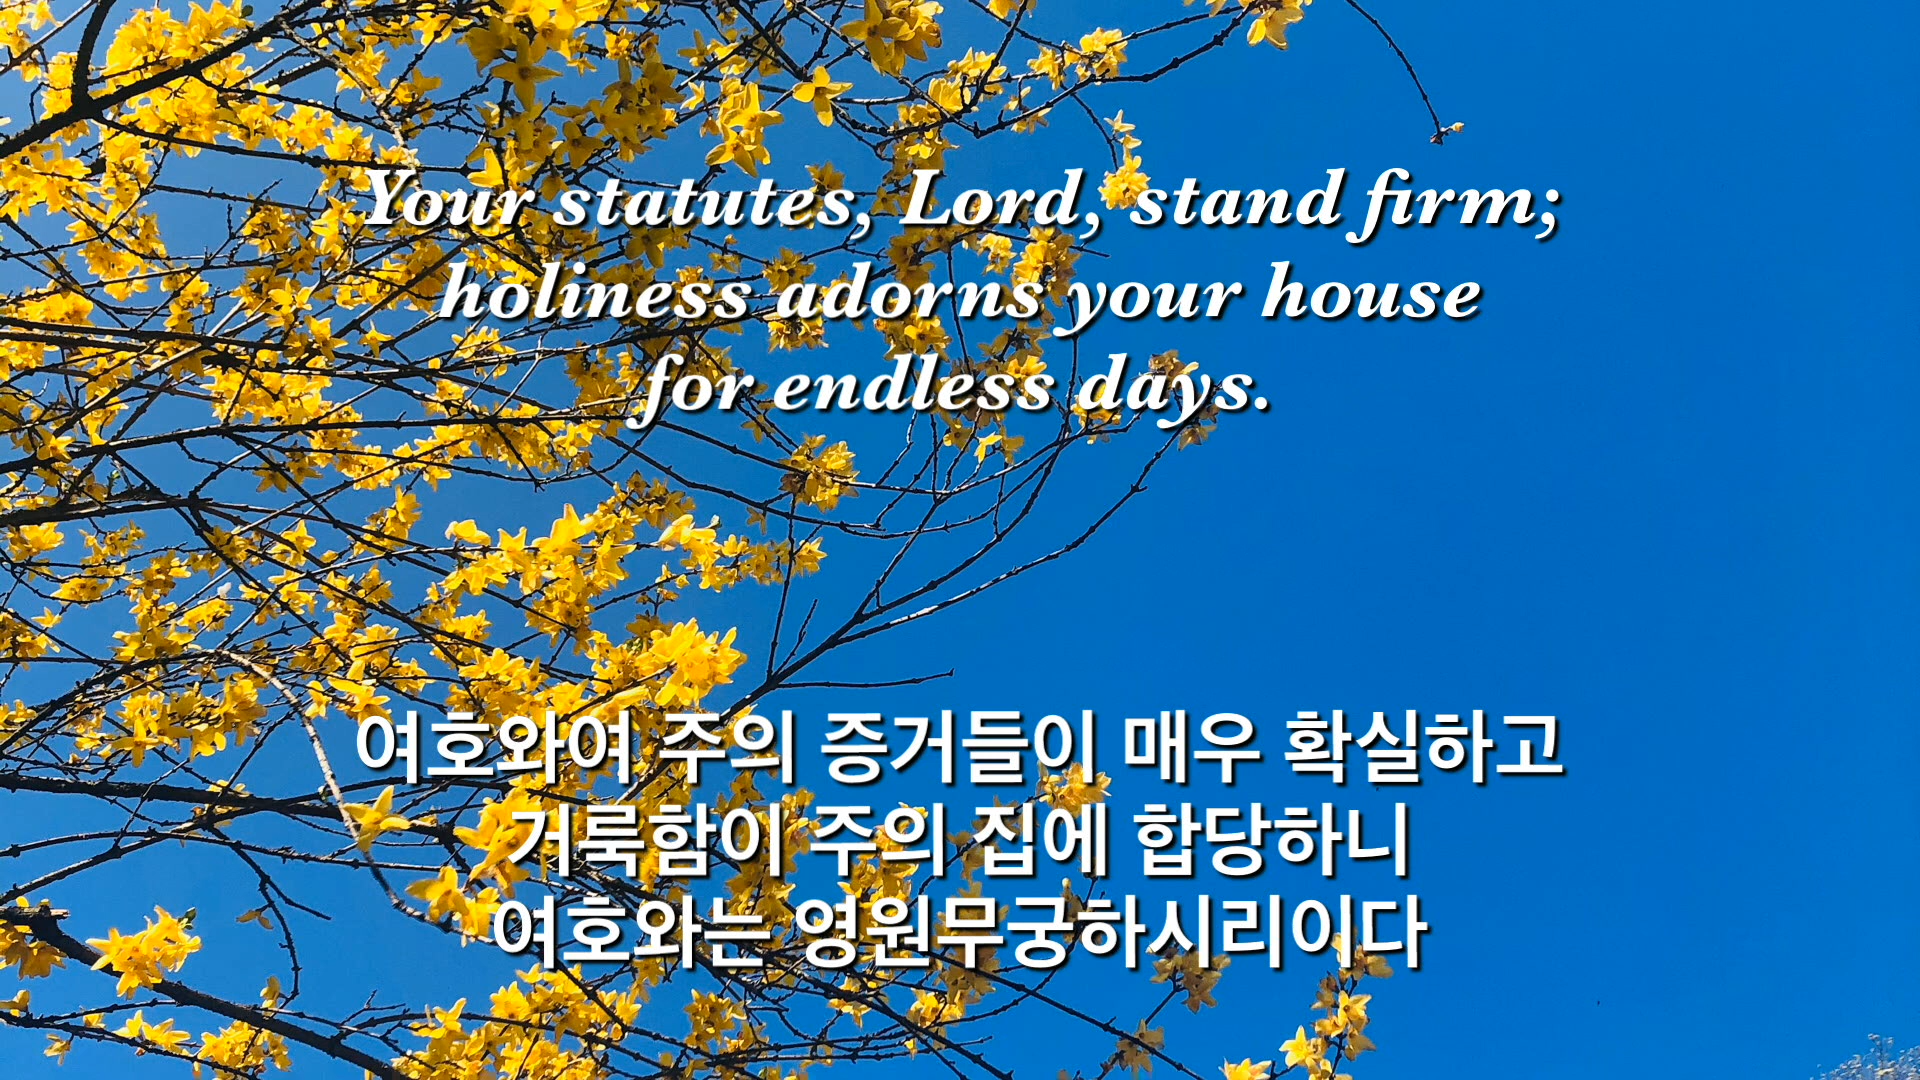 Your statutes, Lord, stand firm;
holiness adorns your house
for endless days.
여호와여 주의 증거들이 매우 확실하고
거룩함이 주의 집에 합당하니
여호와는 영원무궁하시리이다